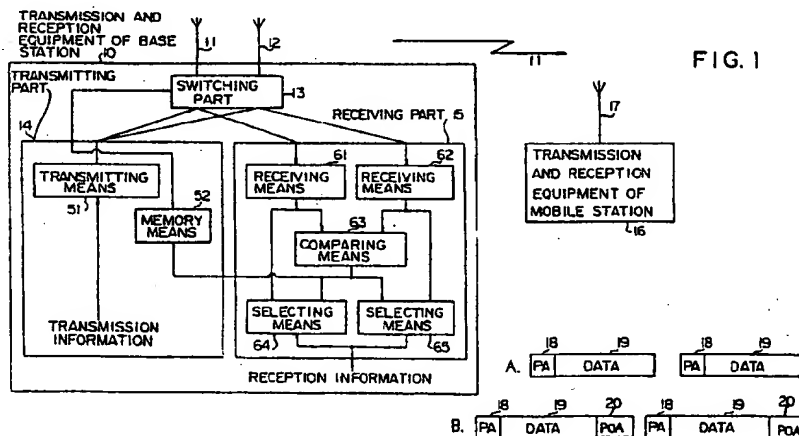 TRANSMISSION AND
RECEPTION
EQUIPMENT OF BASE
STATION
10
11
12
FIG. 1
TRANSMITTING
PART
SWITCHING
PART
13
RECEIVING PART 15
11
17
14
TRANSMITTING
MEANS
51
52
MEMORY
MEANS
61
RECEIVING
MEANS
62
RECEIVING
MEANS
63
COMPARING
MEANS
TRANSMISSION
AND RECEPTION
EQUIPMENT OF
MOBILE STATION
16
TRANSMISSION
INFORMATION
SELECTING
MEANS
64
SELECTING
MEANS
65
RECEPTION INFORMATION
18 19 18 19
A. PA DATA PA DATA
18 19 20 18 19 20
B. PA DATA POA PA DATA POA